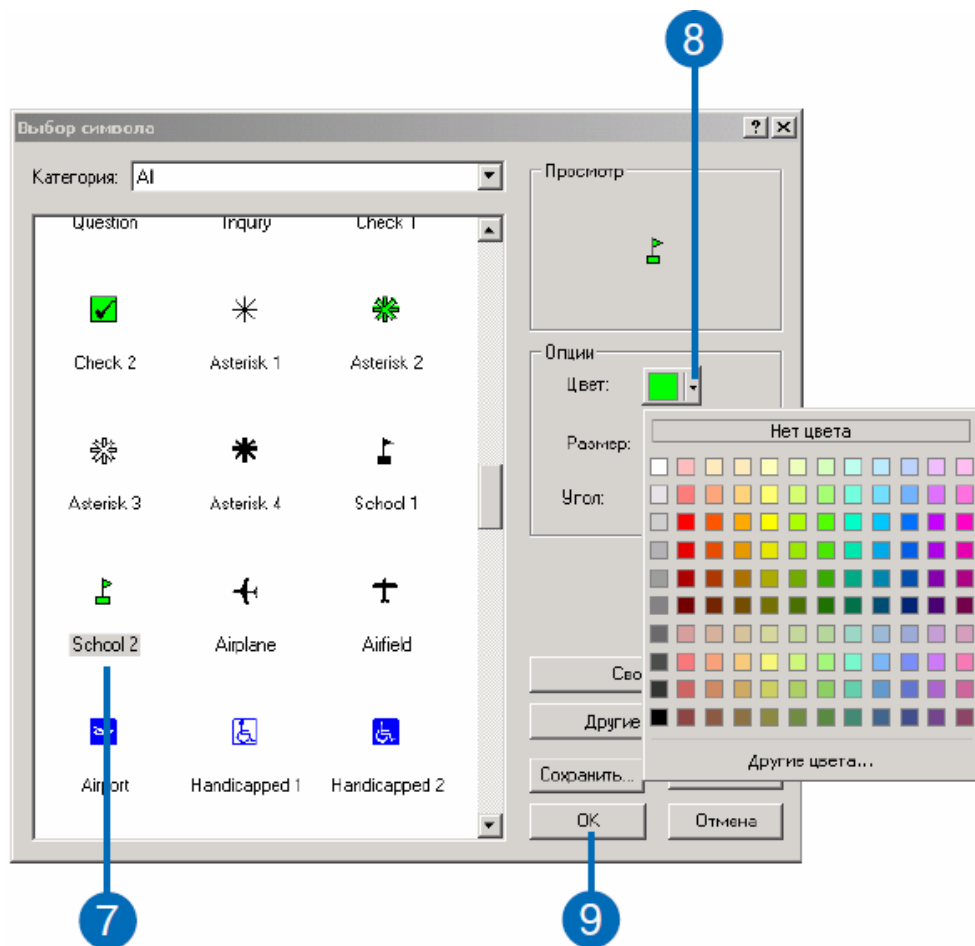 8
Выбор символа
Категория: Al
Просмотр
Question Inquiry Check 1
Check 2 Asterisk 1 Asterisk 2
Опции
Цвет:
Нет цвета
Размер:
Asterisk 3 Asterisk 4 School 1
Угол:
School 2 Airplane Airfield
Сво
Другие
Другие цвета...
Airport Handicapped 1 Handicapped 2
Сохранить...
OK Отмена
7 9